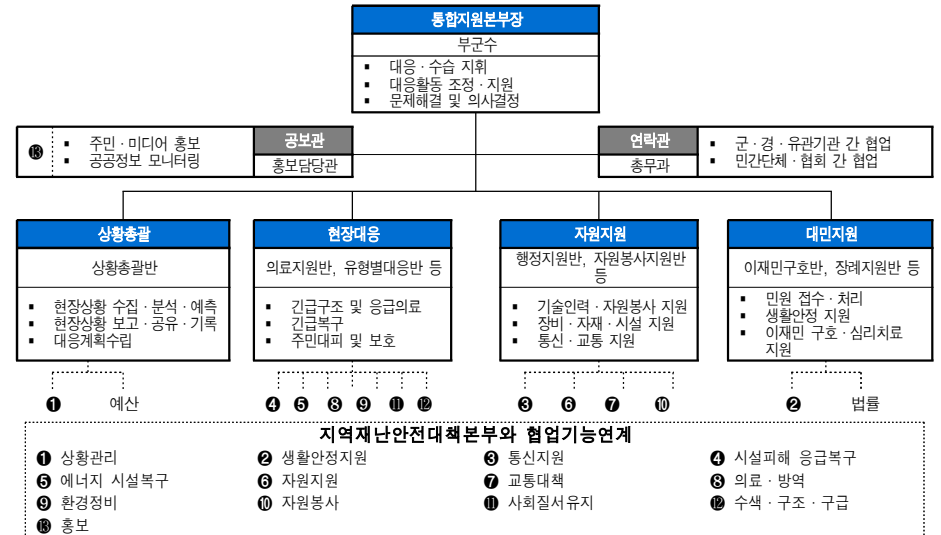 통합지원본부장
부군수
▪ 대응·수습 지휘
▪ 대응활동 조정·지원
▪ 문제해결 및 의사결정
⓭
▪ 주민·미디어 홍보
▪ 공공정보 모니터링
공보관
홍보담당관
연락관
총무과
▪ 군·경·유관기관 간 협업
▪ 민간단체·협회 간 협업
상황총괄
상황총괄반
▪ 현장상황 수집·분석·예측
▪ 현장상황 보고·공유·기록
▪ 대응계획수립
현장대응
의료지원반, 유형별대응반 등
▪ 긴급구조 및 응급의료
▪ 긴급복구
▪ 주민대피 및 보호
자원지원
행정지원반, 자원봉사지원반
등
▪ 기술인력·자원봉사 지원
▪ 장비·자재·시설 지원
▪ 통신·교통 지원
대민지원
이재민구호반, 장례지원반 등
▪ 민원 접수·처리
▪ 생활안정 지원
▪ 이재민 구호·심리치료
지원
❶ 예산
❹ ❺ ❽ ❾ ⓫ ⓬
❸ ❻ ❼ ❿
❷ 법률
지역재난안전대책본부와 협업기능연계
❶ 상황관리 ❷ 생활안정지원 ❸ 통신지원 ❹ 시설피해 응급복구
❺ 에너지 시설복구 ❻ 자원지원 ❼ 교통대책 ❽ 의료·방역
❾ 환경정비 ❿ 자원봉사 ⓫ 사회질서유지 ⓬ 수색·구조·구급
⓭ 홍보